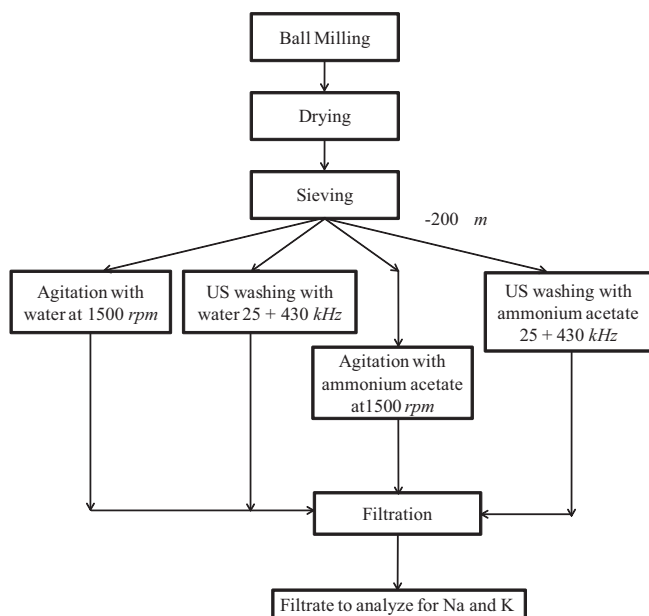 Ball Milling
Drying
Sieving
-200 m
Agitation with
water at 1500 rpm
US washing with
water 25 + 430 kHz
Agitation with
ammonium acetate
at1500 rpm
US washing with
ammonium acetate
25 + 430 kHz
Filtration
Filtrate to analyze for Na and K